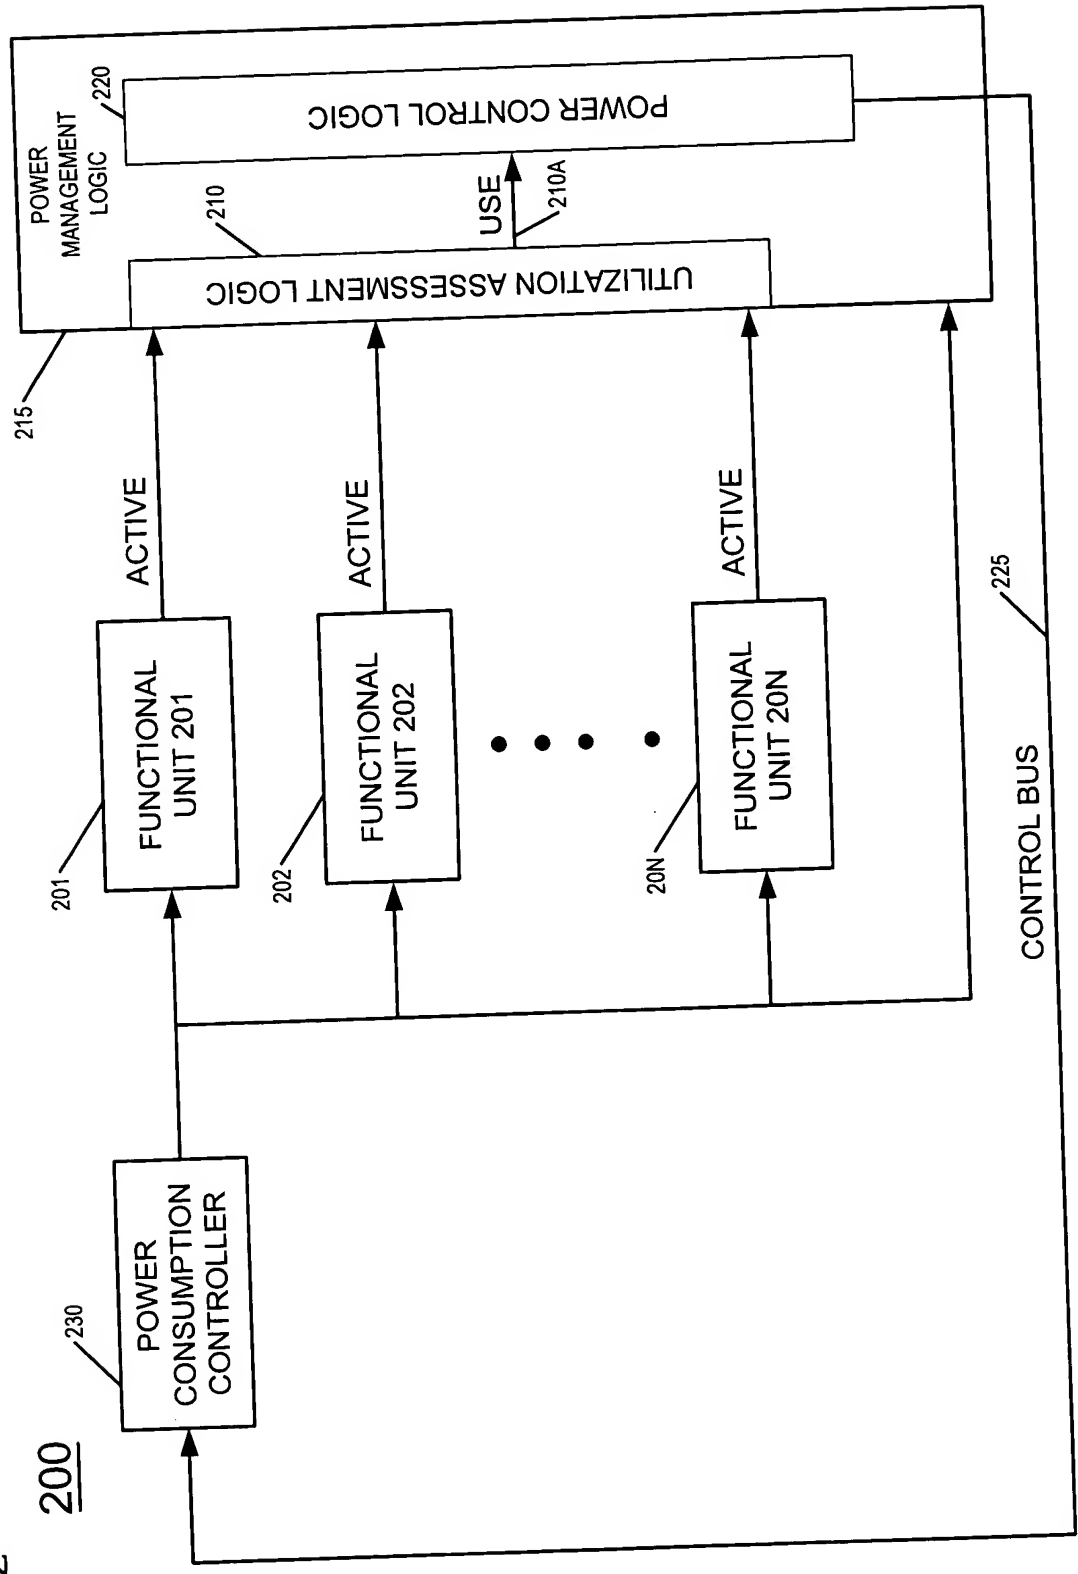 200
230
POWER
CONSUMPTION
CONTROLLER
201
FUNCTIONAL
UNIT 201
ACTIVE
202
FUNCTIONAL
UNIT 202
ACTIVE
20N
FUNCTIONAL
UNIT 20N
ACTIVE
215
POWER
MANAGEMENT
LOGIC
210
UTILIZATION ASSESSMENT LOGIC
USE
210A
220
POWER CONTROL LOGIC
CONTROL BUS
225